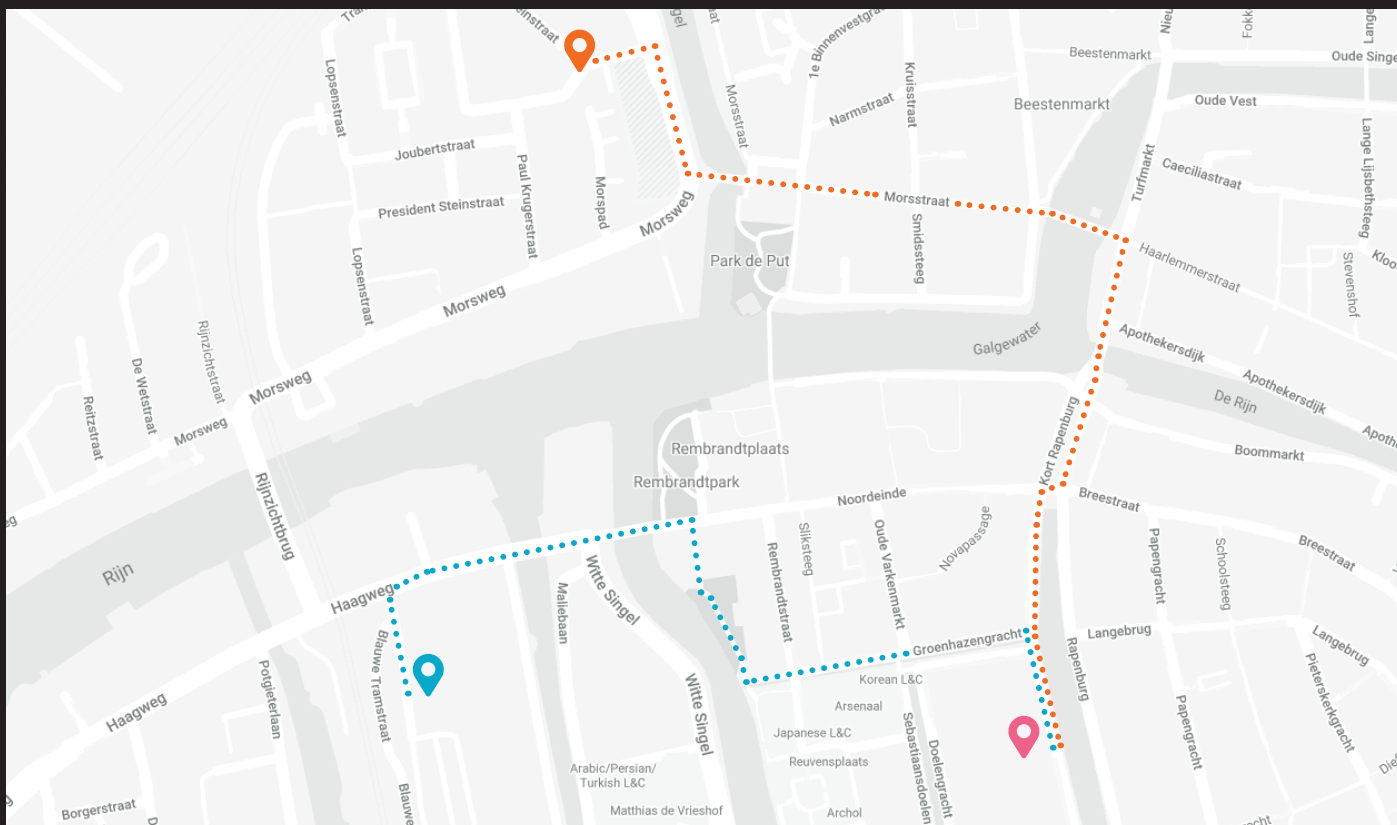 Singel
1e Binnenvestgracht
Beestenmarkt
Oude Singel
Lopsenstraat
Kruisstraat
Beestenmarkt
Oude Vest
Morsstraat
Narmstraat
Turfmarkt
Lange Lijsbethsteeg
Joubertstraat
Paul Krugerstraat
Morspad
Caeciliastraat
President Steinstraat
Morsweg
Morsstraat
Smidssteeg
Haarlemmerstraat
Stevenshof
Lopsenstraat
Park de Put
Morsweg
Galgewater
Apothekersdijk
Rijnzichtstraat
De Wetstraat
Morsweg
Apothekersdijk
De Rijn
Reitzstraat
Morsweg
Kort Rapenburg
Boommarkt
Rembrandtplaats
Rembrandtpark
Noordeinde
Breestraat
Rijnzichtbrug
Rijn
Sliksteeg
Oude Varkenmarkt
Novapassage
Papengracht
Schoolsteeg
Breestraat
Haagweg
Witte Singel
Maliebaan
Rembrandtstraat
Groenhazengracht
Langebrug
Langebrug
Blauwe Tramstraat
Rapenburg
Pieterskerkgracht
Potgieterlaan
Korean L&C
Haagweg
Witte Singel
Arsenaal
Papengracht
Japanese L&C
Sebastiaansdoelen
Doelengracht
Reuvensplaats
Arabic/Persian/
Turkish L&C
Borgerstraat
Blauwe
Matthias de Vrieshof
Archol